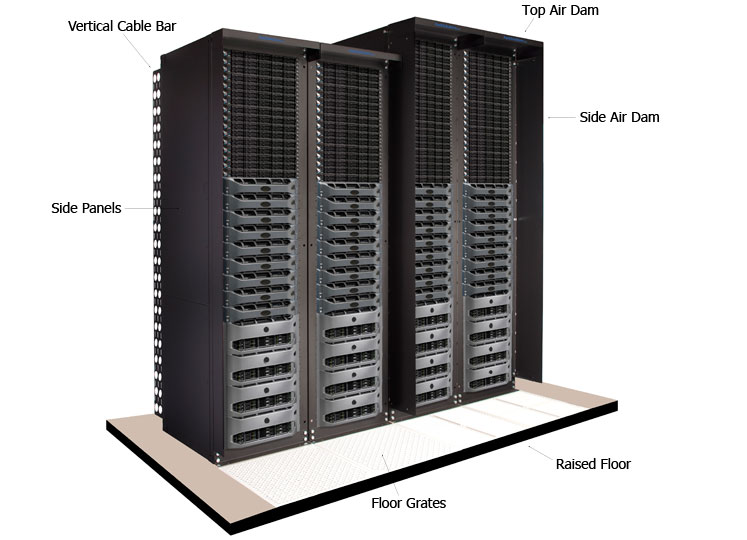 Top Air Dam
Vertical Cable Bar
Side Air Dam
Side Panels
Raised Floor
Floor Grates